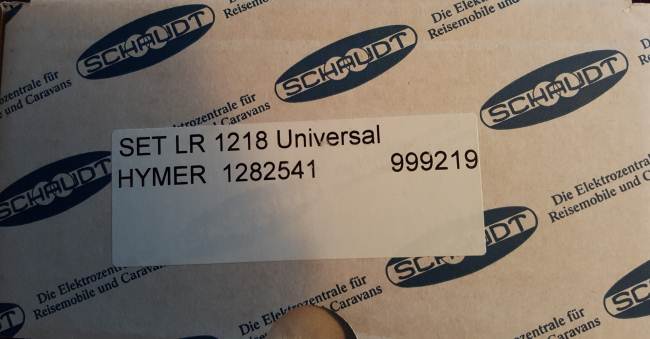 Die Elektrozentrale für
Reisemobile und Caravans
SCHAUDT
SCHAUDT
SCHAUDT
SET LR 1218 Universal
HYMER 1282541 999219
SCHAUDT
Die Elektrozentrale für
Reisemobile und Caravans
SCHAUDT
Die Elektrozentrale für
Reisemobile und Caravans
SCHAUDT